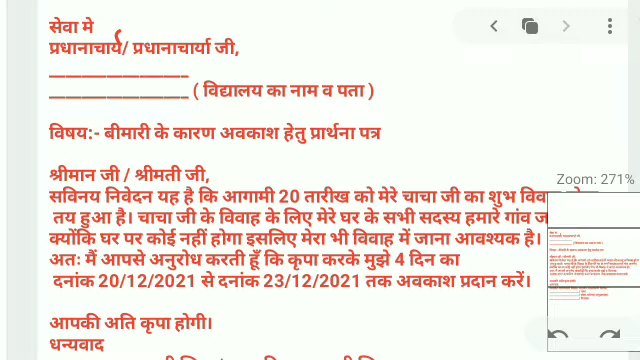 सेवा मे
प्रधानाचार्य/ प्रधानाचार्या जी,
____________________
____________________ ( विद्यालय का नाम व पता )
विषय:- बीमारी के कारण अवकाश हेतु प्रार्थना पत्र
श्रीमान जी / श्रीमती जी,
Zoom: 271%
सविनय निवेदन यह है कि आगामी 20 तारीख को मेरे चाचा जी का शुभ
तय हुआ है। चाचा जी के विवाह के लिए मेरे घर के सभी सदस्य हमारे गांव
क्योंकि घर पर कोई नहीं होगा इसलिए मेरा भी विवाह में जाना आवश्यक है।
अतः मैं आपसे अनुरोध करती हूँ कि कृपा करके मुझे 4 दिन का
दनांक 20/12/2021 से दनांक 23/12/2021 तक अवकाश प्रदान करें।
आपकी अति कृपा होगी।
धन्यवाद